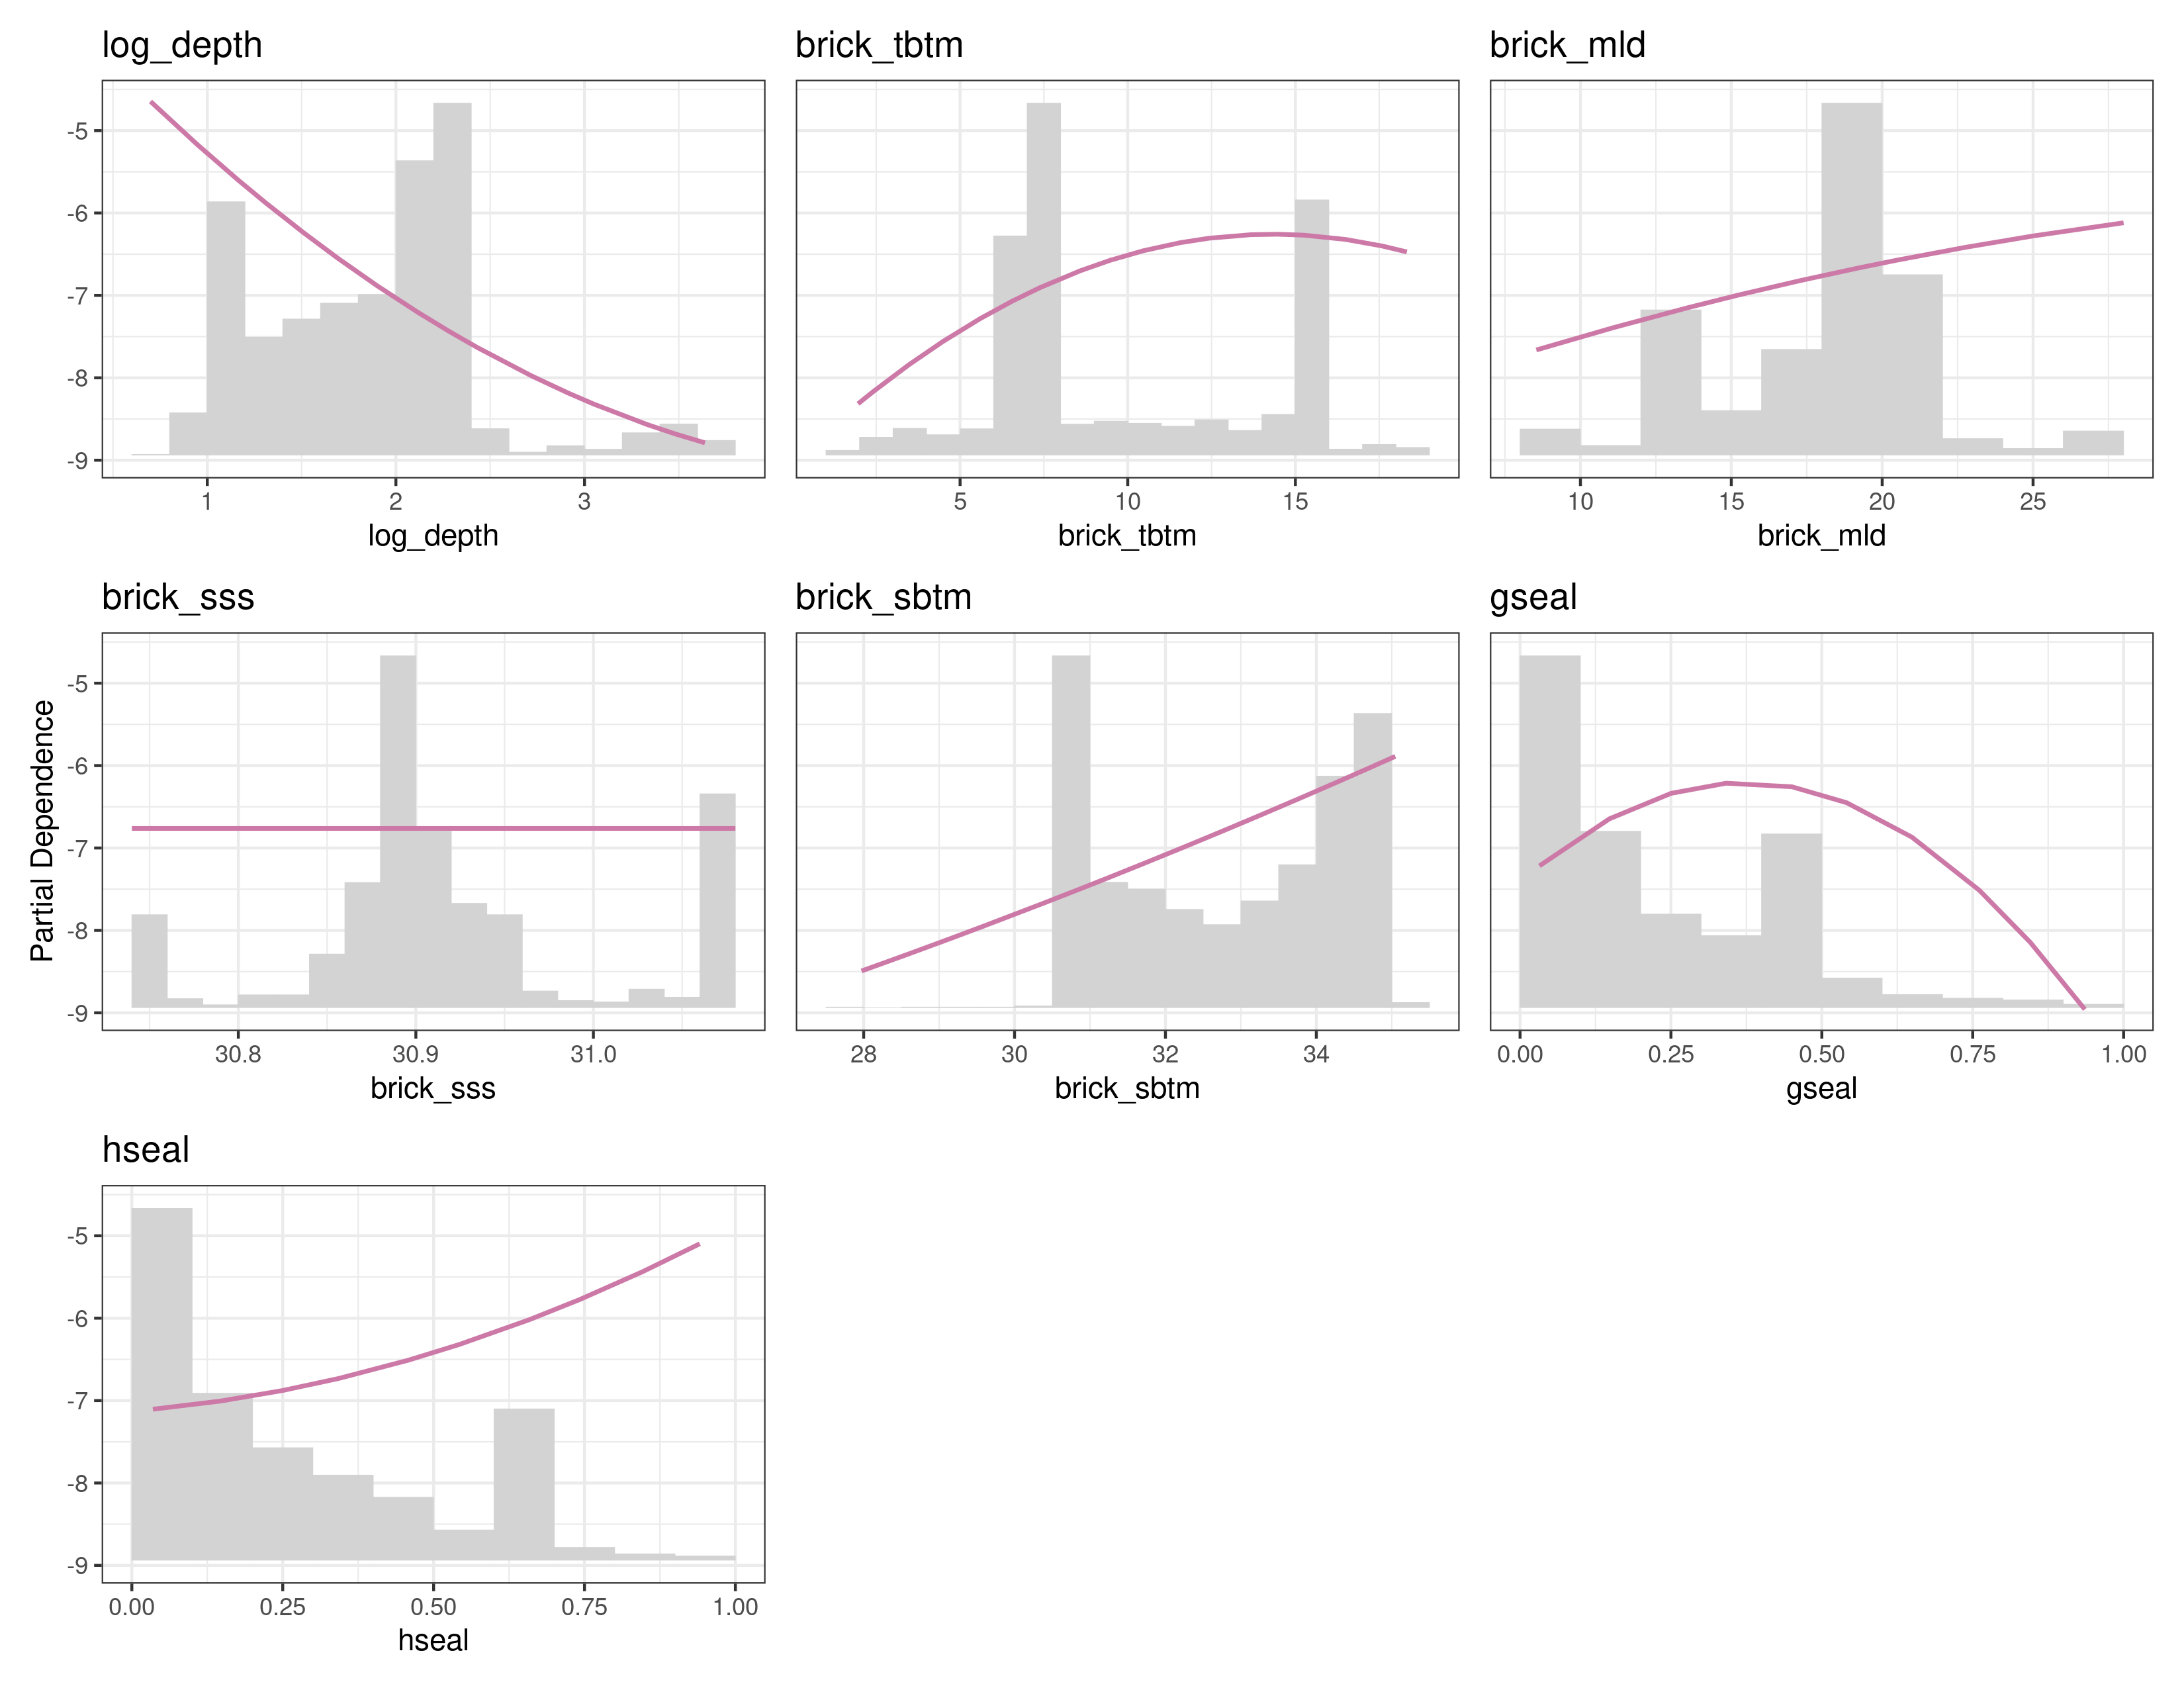 log_depth brick_tbtm brick_mld
-5
-6
-7
-8
-9
1 2 3 5 10 15 10 15 20 25
log_depth brick_tbtm brick_mld
brick_sss brick_sbtm gseal
Partial Dependence
-5
-6
-7
-8
-9
30.8 30.9 31.0 28 30 32 34 0.00 0.25 0.50 0.75 1.00
brick_sss brick_sbtm gseal
hseal
-5
-6
-7
-8
-9
0.00 0.25 0.50 0.75 1.00
hseal